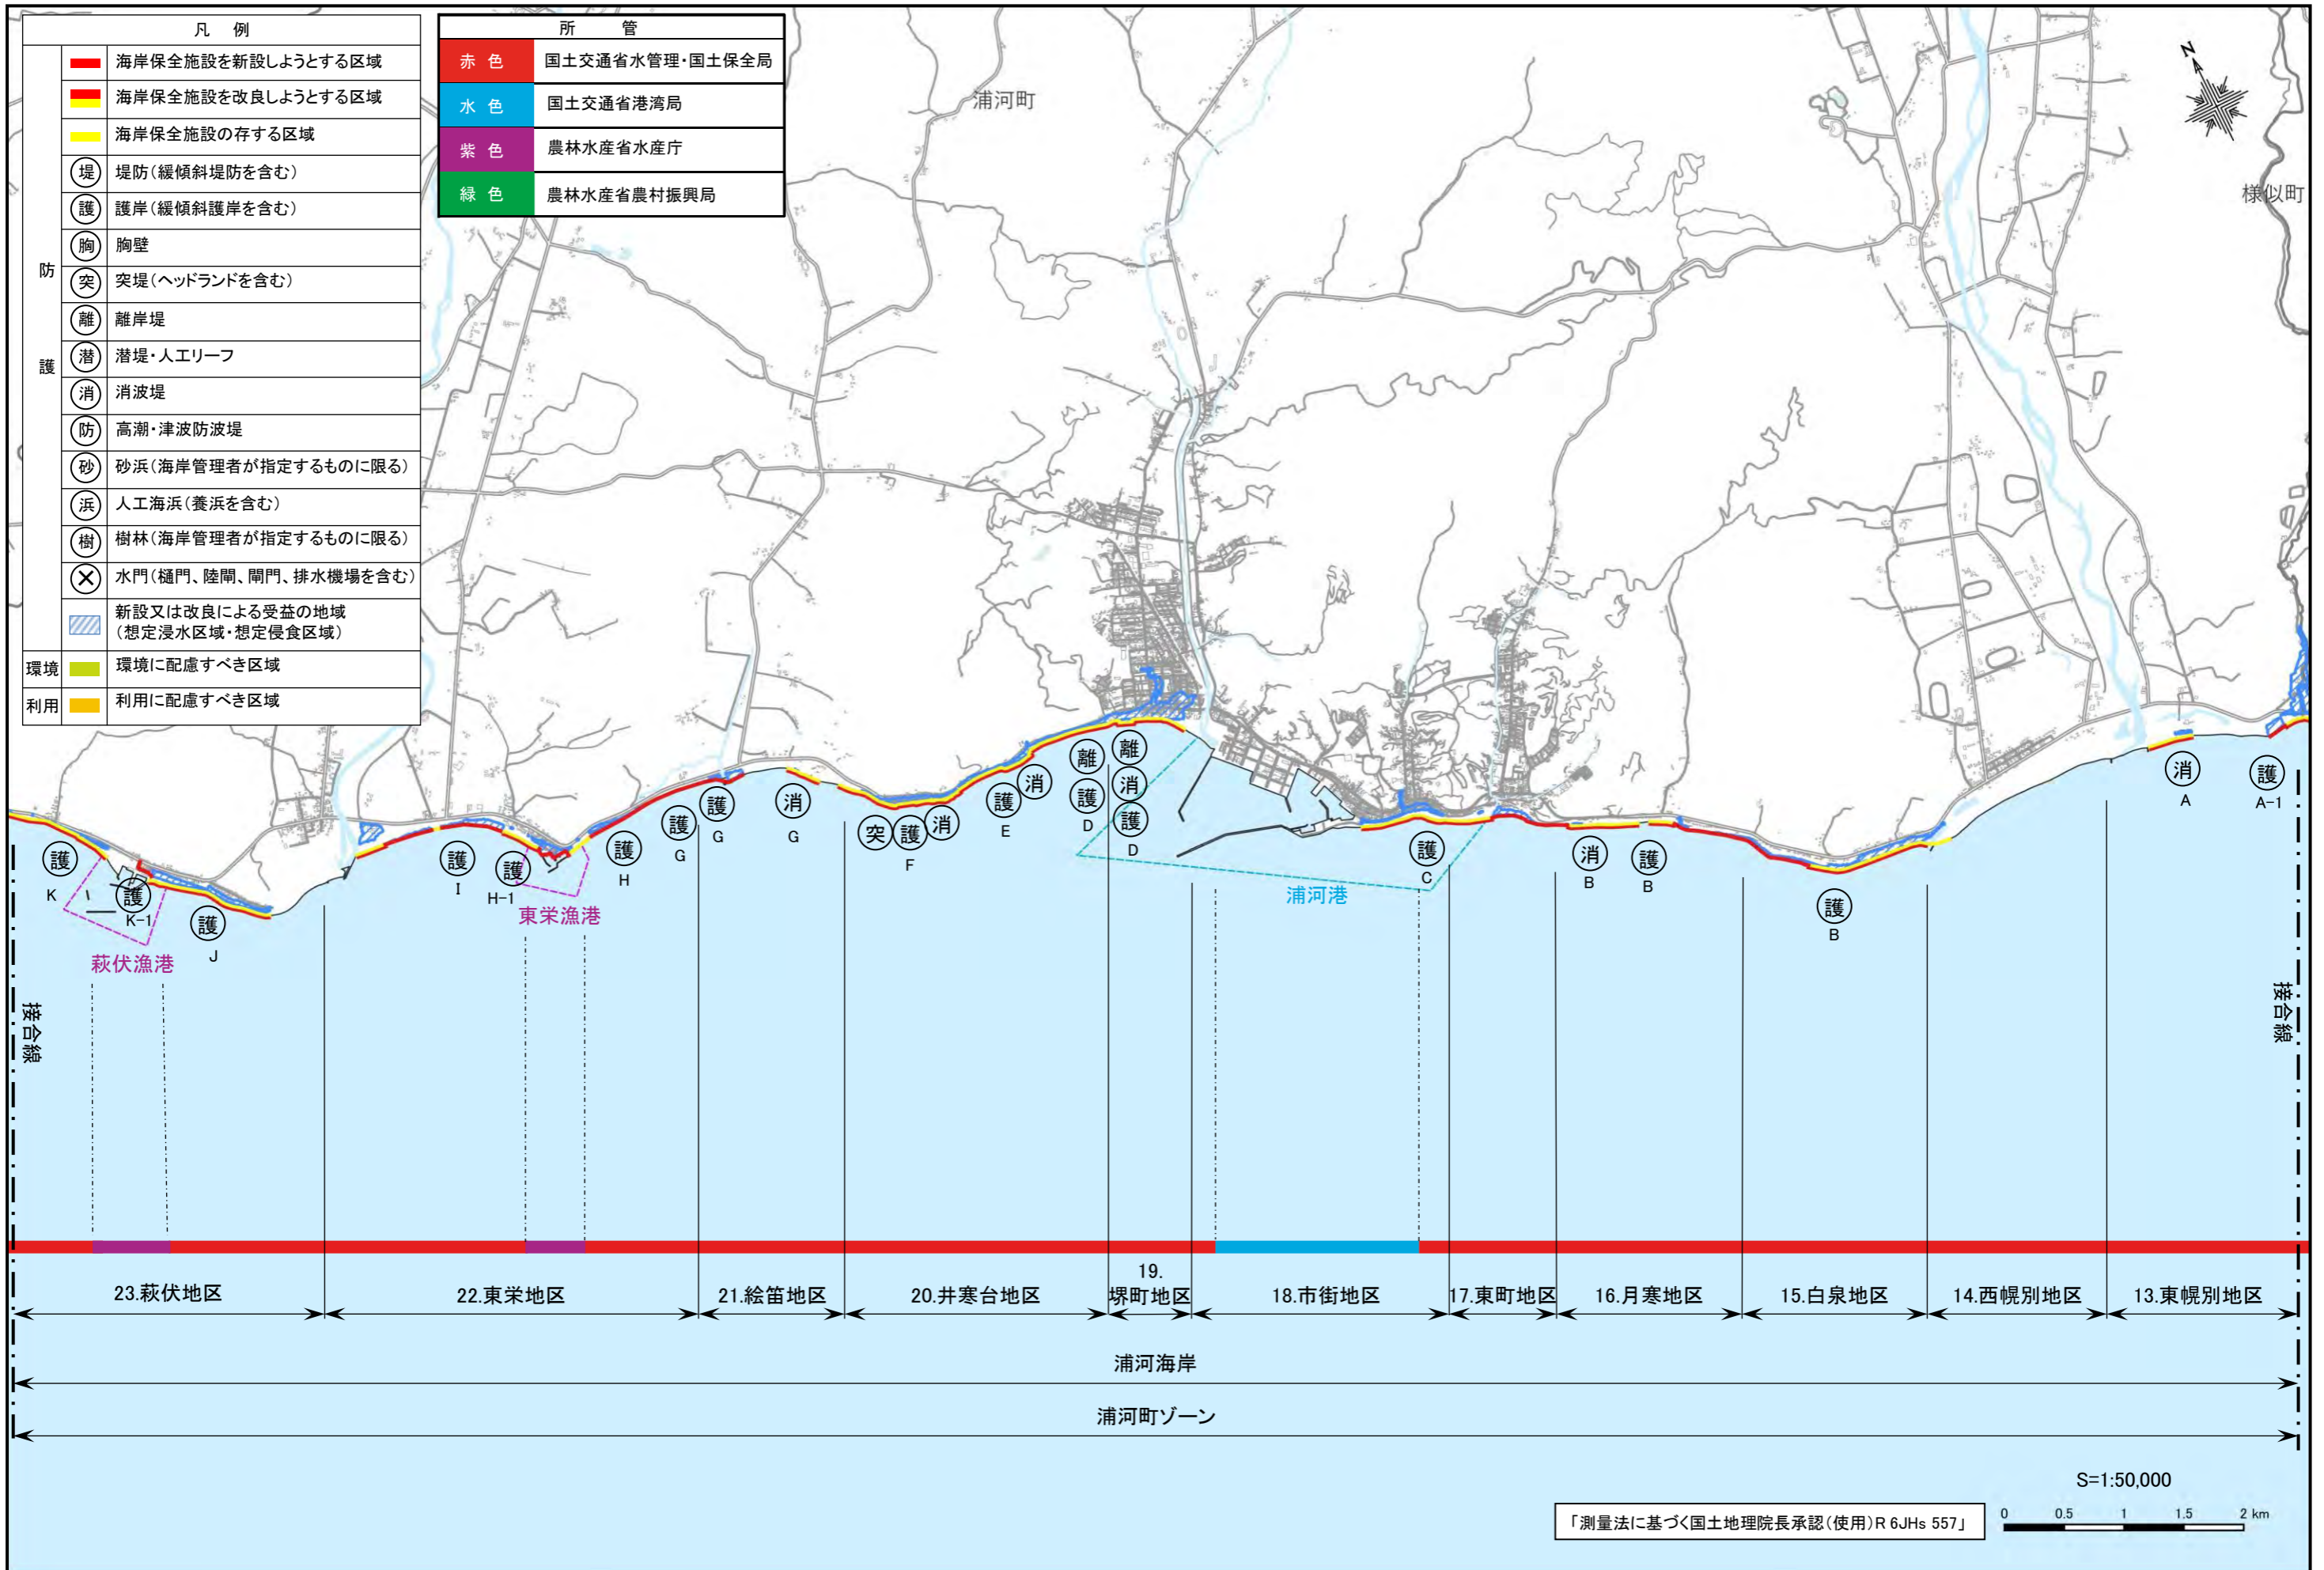 凡 例
防 護
海岸保全施設を新設しようとする区域
海岸保全施設を改良しようとする区域
海岸保全施設の存する区域
堤 堤防(緩傾斜堤防を含む)
護 護岸(緩傾斜護岸を含む)
胸 胸壁
突 突堤(ヘッドランドを含む)
離 離岸堤
潜 潜堤・人工リーフ
消 消波堤
防 高潮・津波防波堤
砂 砂浜(海岸管理者が指定するものに限る)
浜 人工海浜(養浜を含む)
樹 樹林(海岸管理者が指定するものに限る)
水門(樋門、陸閘、閘門、排水機場を含む)
新設又は改良による受益の地域
(想定浸水区域・想定侵食区域)
環境 環境に配慮すべき区域
利用 利用に配慮すべき区域
所 管
赤 色 国土交通省水管理・国土保全局
水 色 国土交通省港湾局
紫 色 農林水産省水産庁
緑 色 農林水産省農村振興局
浦河町
様似町
N
護 K
護 K-1
護 J
萩伏漁港
護 I
護 H-1
東栄漁港
護 H
護 G
護 G
消 G
突 護 消 F
護 消 E
離 護 D
離 消 護 D
浦河港
護 C
消 B
護 B
護 B
消 A
護 A-1
接合線
接合線
23.萩伏地区
22.東栄地区
21.絵笛地区
20.井寒台地区
19.
堺町地区
18.市街地区
17.東町地区
16.月寒地区
15.白泉地区
14.西幌別地区
13.東幌別地区
浦河海岸
浦河町ゾーン
S=1:50,000
0 0.5 1 1.5 2 km
「測量法に基づく国土地理院長承認(使用)R 6JHs 557」